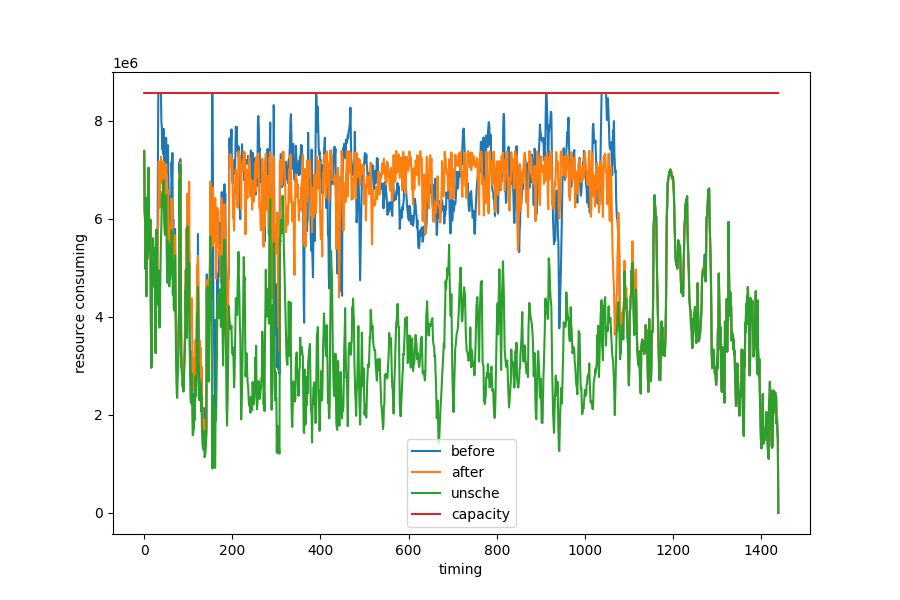 1e6
8
6
4
2
0
resource consuming
0 200 400 600 800 1000 1200 1400
timing
before
after
unsche
capacity